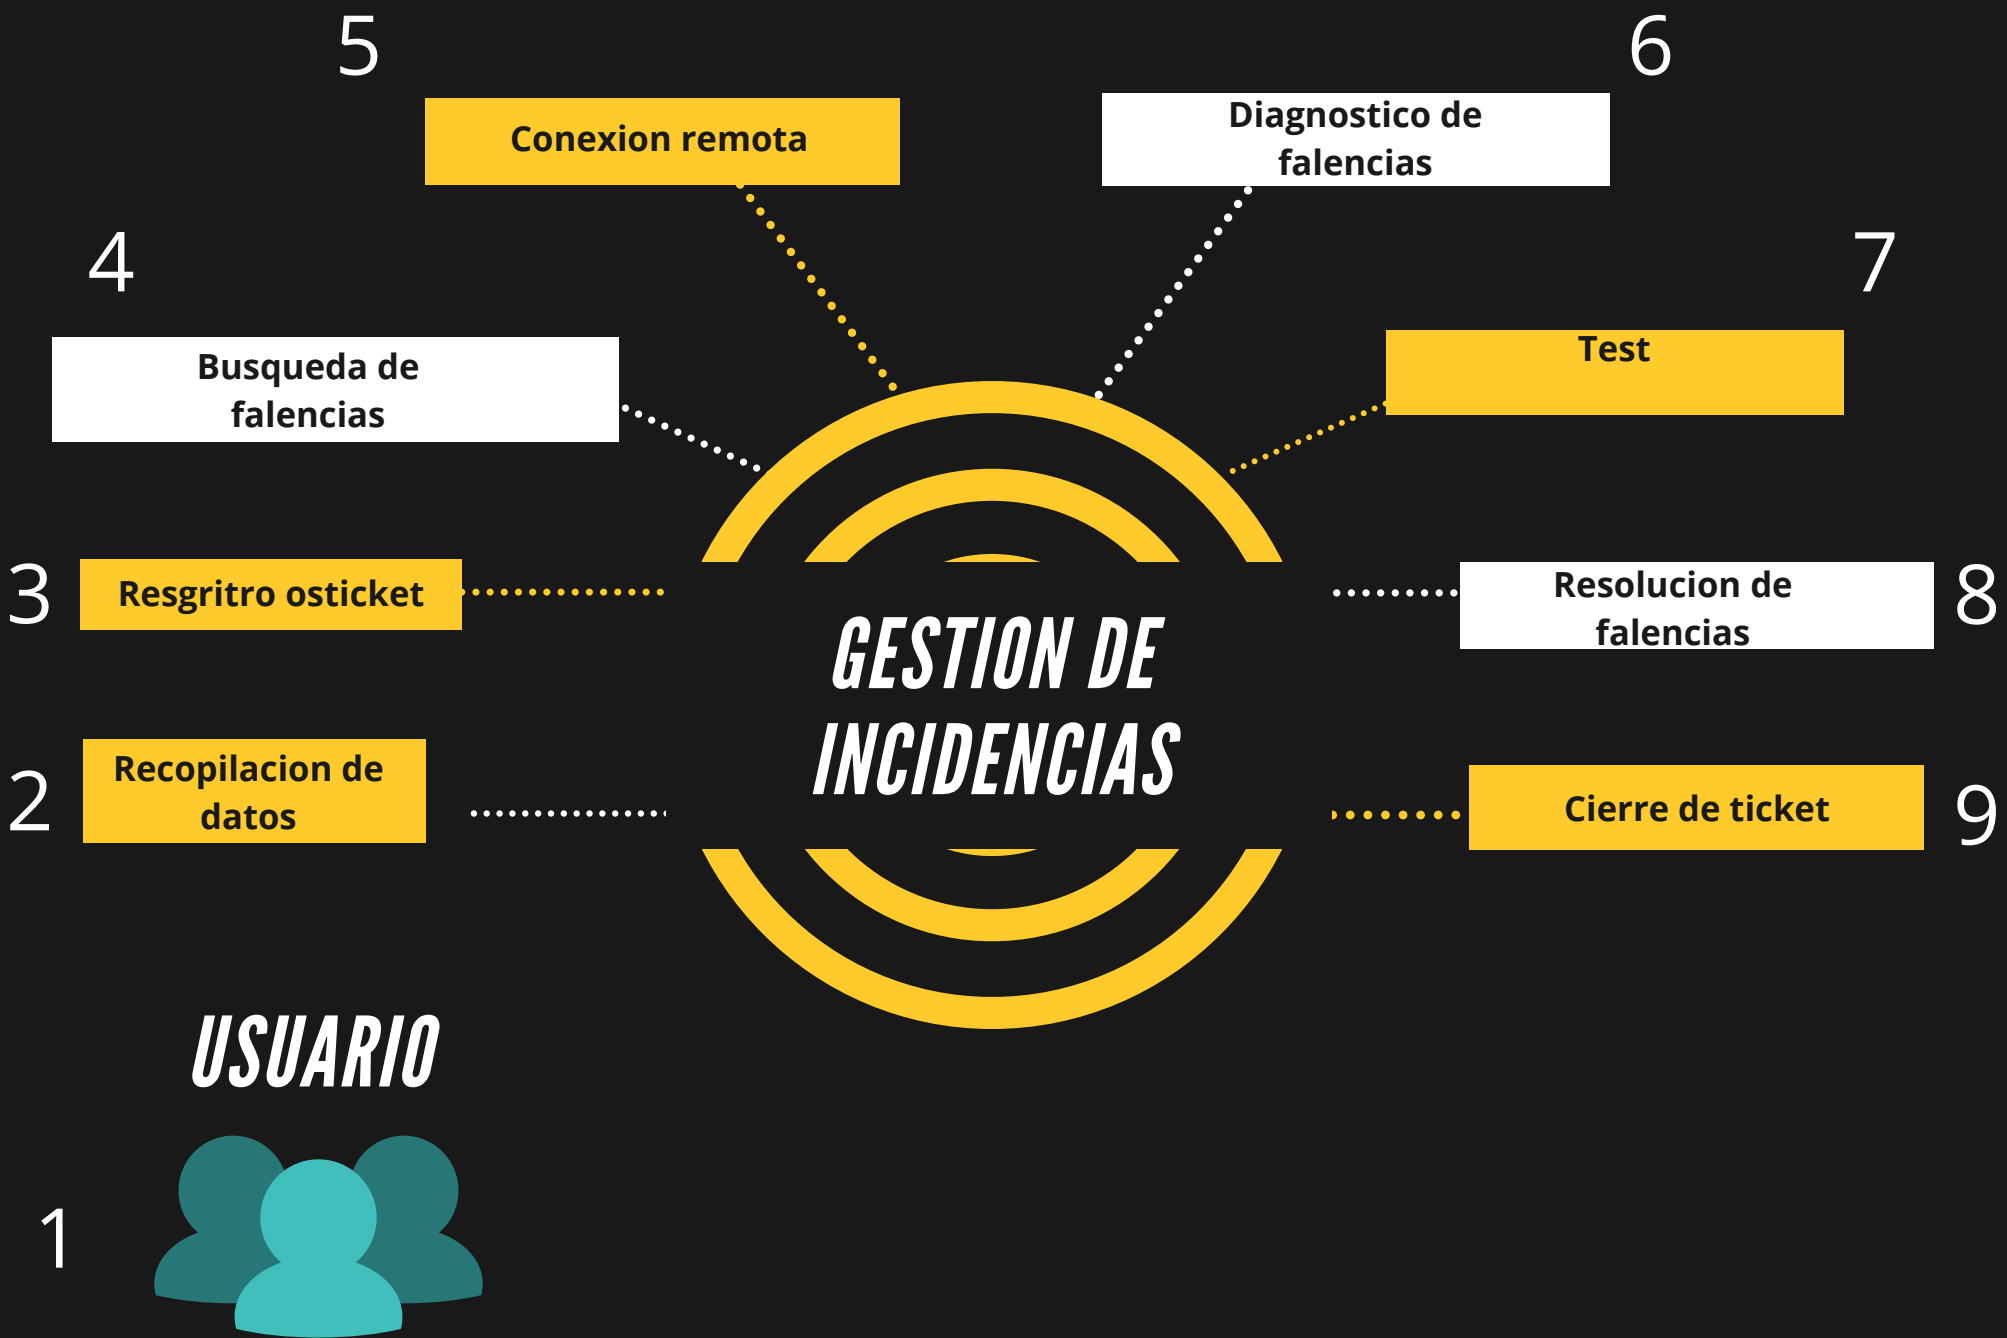 5
Conexion remota
6
Diagnostico de
falencias
4
Busqueda de
falencias
7
Test
3
Resgritro osticket
GESTION DE
INCIDENCIAS
8
Resolucion de
falencias
2
Recopilacion de
datos
9
Cierre de ticket
USUARIO
1